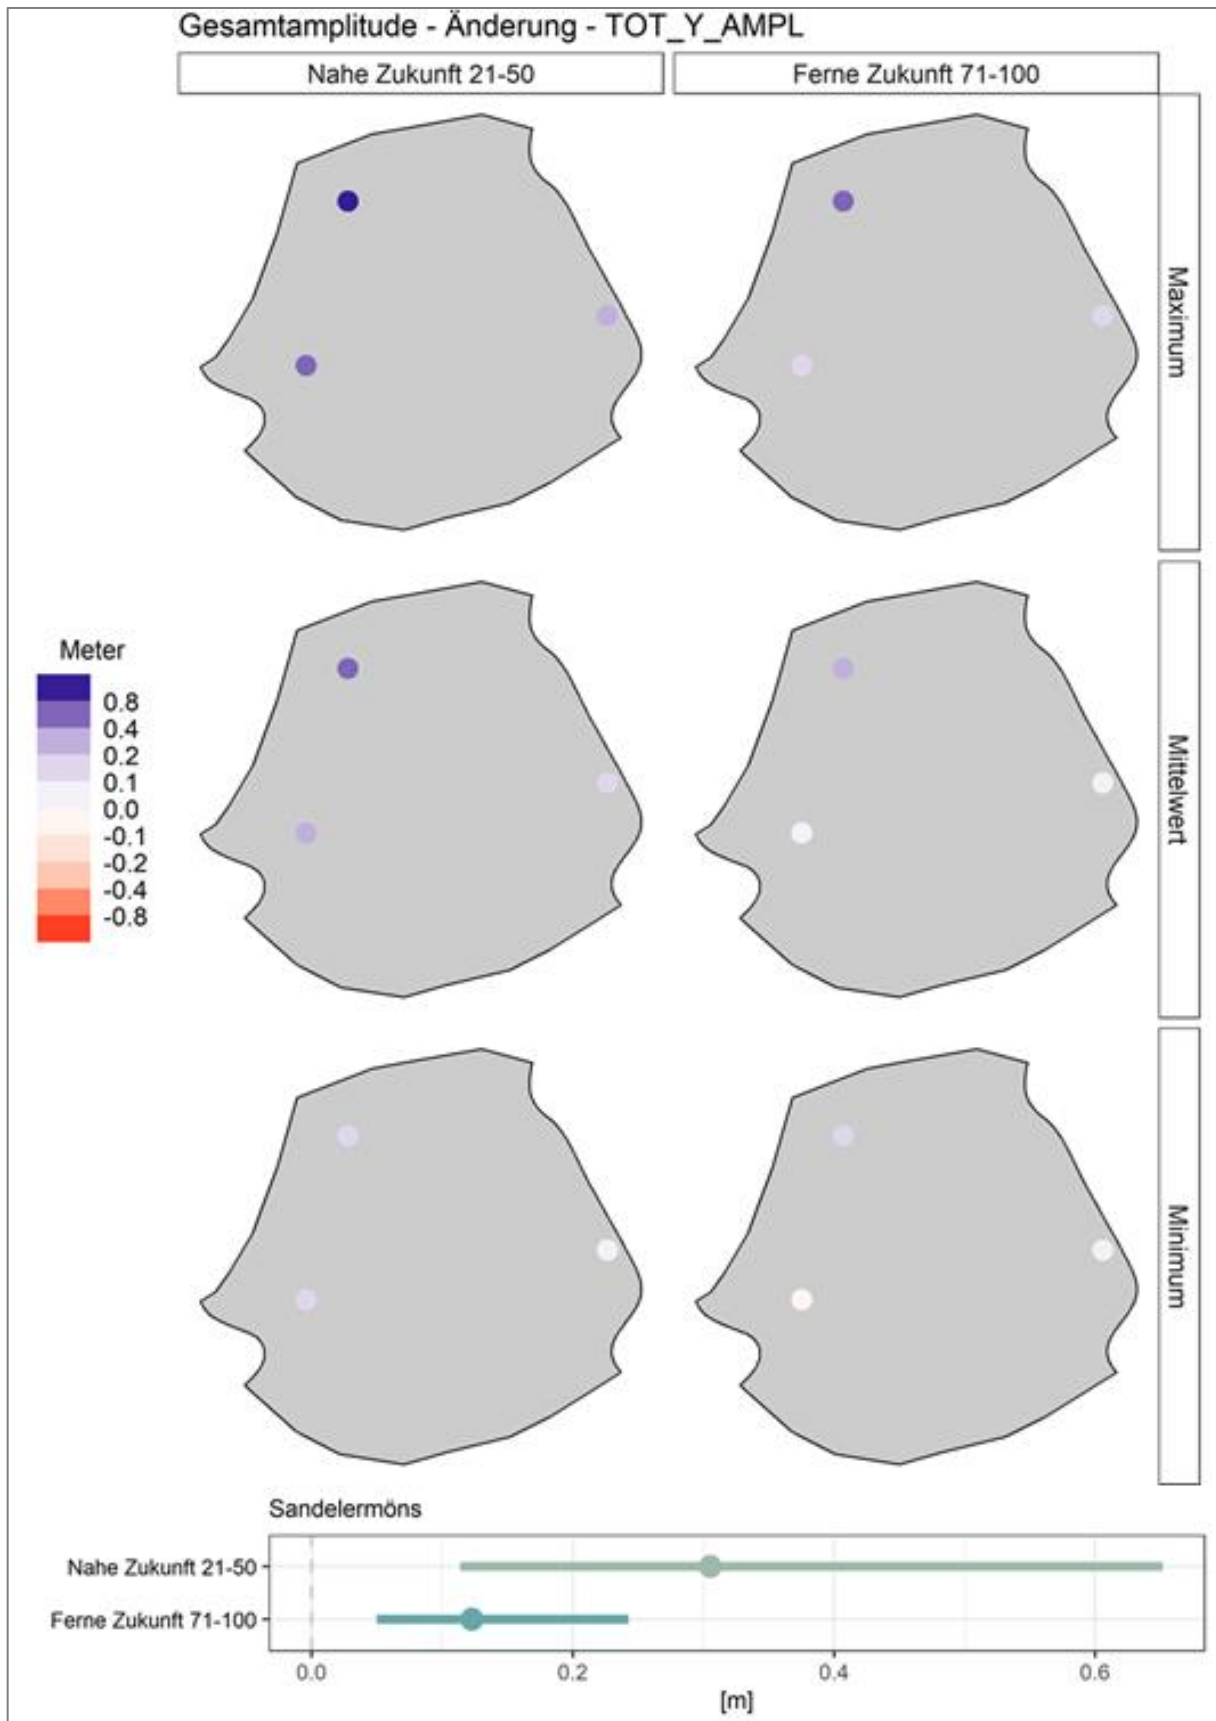 Gesamtamplitude - Änderung - TOT_Y_AMPL
Nahe Zukunft 21-50
Ferne Zukunft 71-100
Maximum
Mittelwert
Minimum
Meter
0.8
0.4
0.2
0.1
0.0
-0.1
-0.2
-0.4
-0.8
Sandelermöns
Nahe Zukunft 21-50
Ferne Zukunft 71-100
0.0
0.2
0.4
0.6
[m]